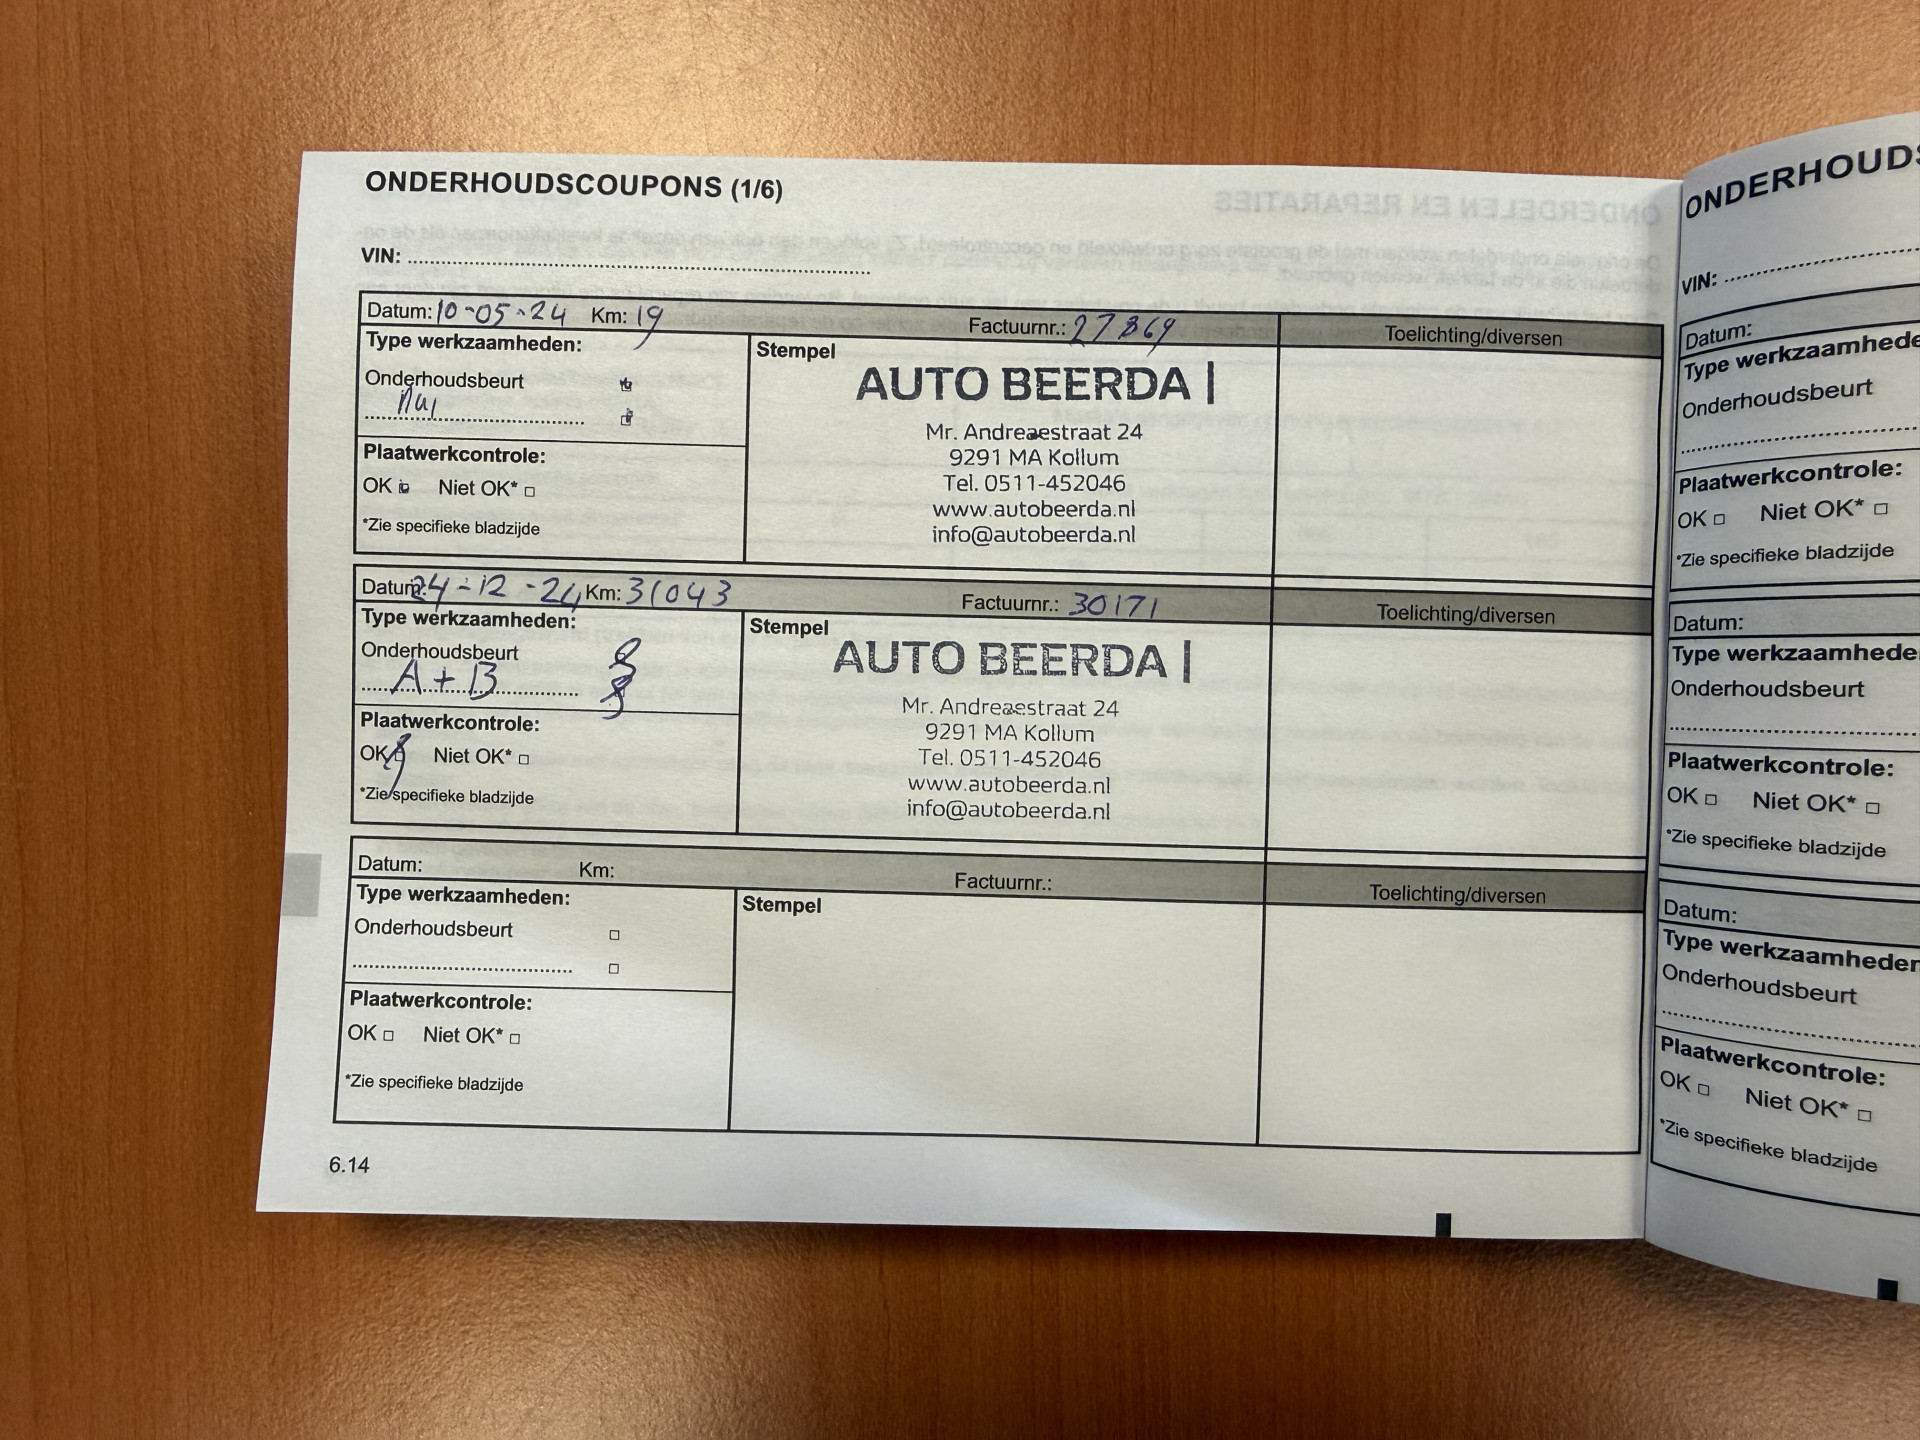 ONDERHOUDSCOUPONS (1/6)
VIN:
Datum: 10-05-24 Km: 19 Factuurnr.: 27869 Toelichting/diversen
Type werkzaamheden:
Onderhoudsbeurt
Stempel
AUTO BEERDA |
Mr. Andreaestraat 24
9291 MA Kollum
Tel. 0511-452046
www.autobeerda.nl
info@autobeerda.nl
Plaatwerkcontrole:
OK Niet OK*
*Zie specifieke bladzijde
Datum: 24-12-24 Km: 31043 Factuurnr.: 30171 Toelichting/diversen
Type werkzaamheden:
Onderhoudsbeurt
A + B
Stempel
AUTO BEERDA |
Mr. Andreaestraat 24
9291 MA Kollum
Tel. 0511-452046
www.autobeerda.nl
info@autobeerda.nl
Plaatwerkcontrole:
OK Niet OK*
*Zie specifieke bladzijde
Datum: Km: Factuurnr.: Toelichting/diversen
Type werkzaamheden:
Onderhoudsbeurt
Stempel
Plaatwerkcontrole:
OK Niet OK*
*Zie specifieke bladzijde
6.14
ONDERHOUDS
VIN:
Datum:
Type werkzaamhede
Onderhoudsbeurt
Plaatwerkcontrole:
OK Niet OK*
*Zie specifieke bladzijde
Datum:
Type werkzaamhede
Onderhoudsbeurt
Plaatwerkcontrole:
OK Niet OK*
*Zie specifieke bladzijde
Datum:
Type werkzaamheden
Onderhoudsbeurt
Plaatwerkcontrole:
OK Niet OK*
*Zie specifieke bladzijde